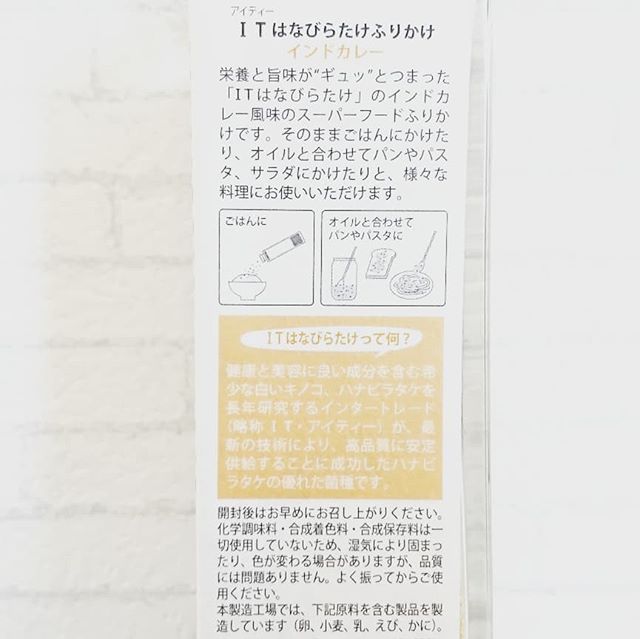 アイティー
ＩＴはなびらたけふりかけ
インドカレー
栄養と旨味が“ギュッ”とつまった
「ITはなびらたけ」のインドカ
レー風味のスーパーフードふりか
けです。そのままごはんにかけた
り、オイルと合わせてパンやパス
タ、サラダにかけたりと、様々な
料理にお使いいただけます。
ごはんに
オイルと合わせて
パンやパスタに
ＩＴはなびらたけって何？
健康と美容に良い成分を含む希
少な白いキノコ、ハナビラタケを
長年研究するインタートレード
(略称 ＩＴ・アイティー) が、最
新の技術により、高品質に安定
供給することに成功したハナビ
ラタケの優れた菌種です。
開封後はお早めにお召し上がりください。
化学調味料・合成着色料・合成保存料は一
切使用していないため、湿気により固まっ
たり、色が変わる場合がありますが、品質
には問題ありません。よく振ってからご使
用ください。
本製造工場では、下記原料を含む製品を製
造しています（卵、小麦、乳、えび、かに）。